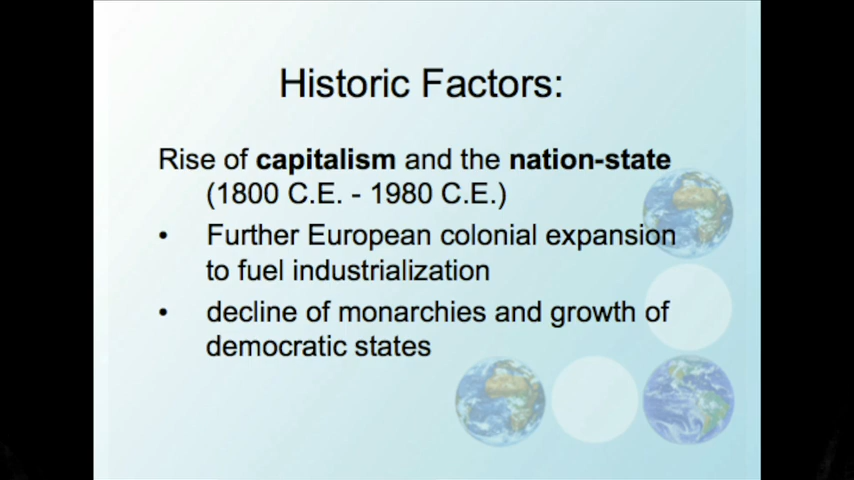 Historic Factors:
Rise of capitalism and the nation-state
(1800 C.E. - 1980 C.E.)
• Further European colonial expansion
to fuel industrialization
• decline of monarchies and growth of
democratic states